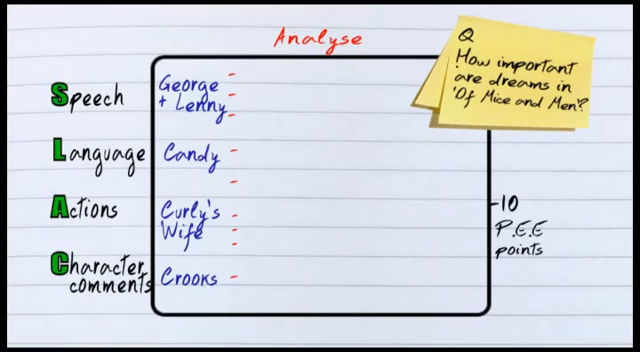 Analyse
Q
How important
are dreams in
'Of Mice and Men'?
Speech
Language
Actions
Character
comments
George -
+ Lenny -
-
Candy -
-
Curly's -
Wife -
-
Crooks -
-10
P.E.E
points